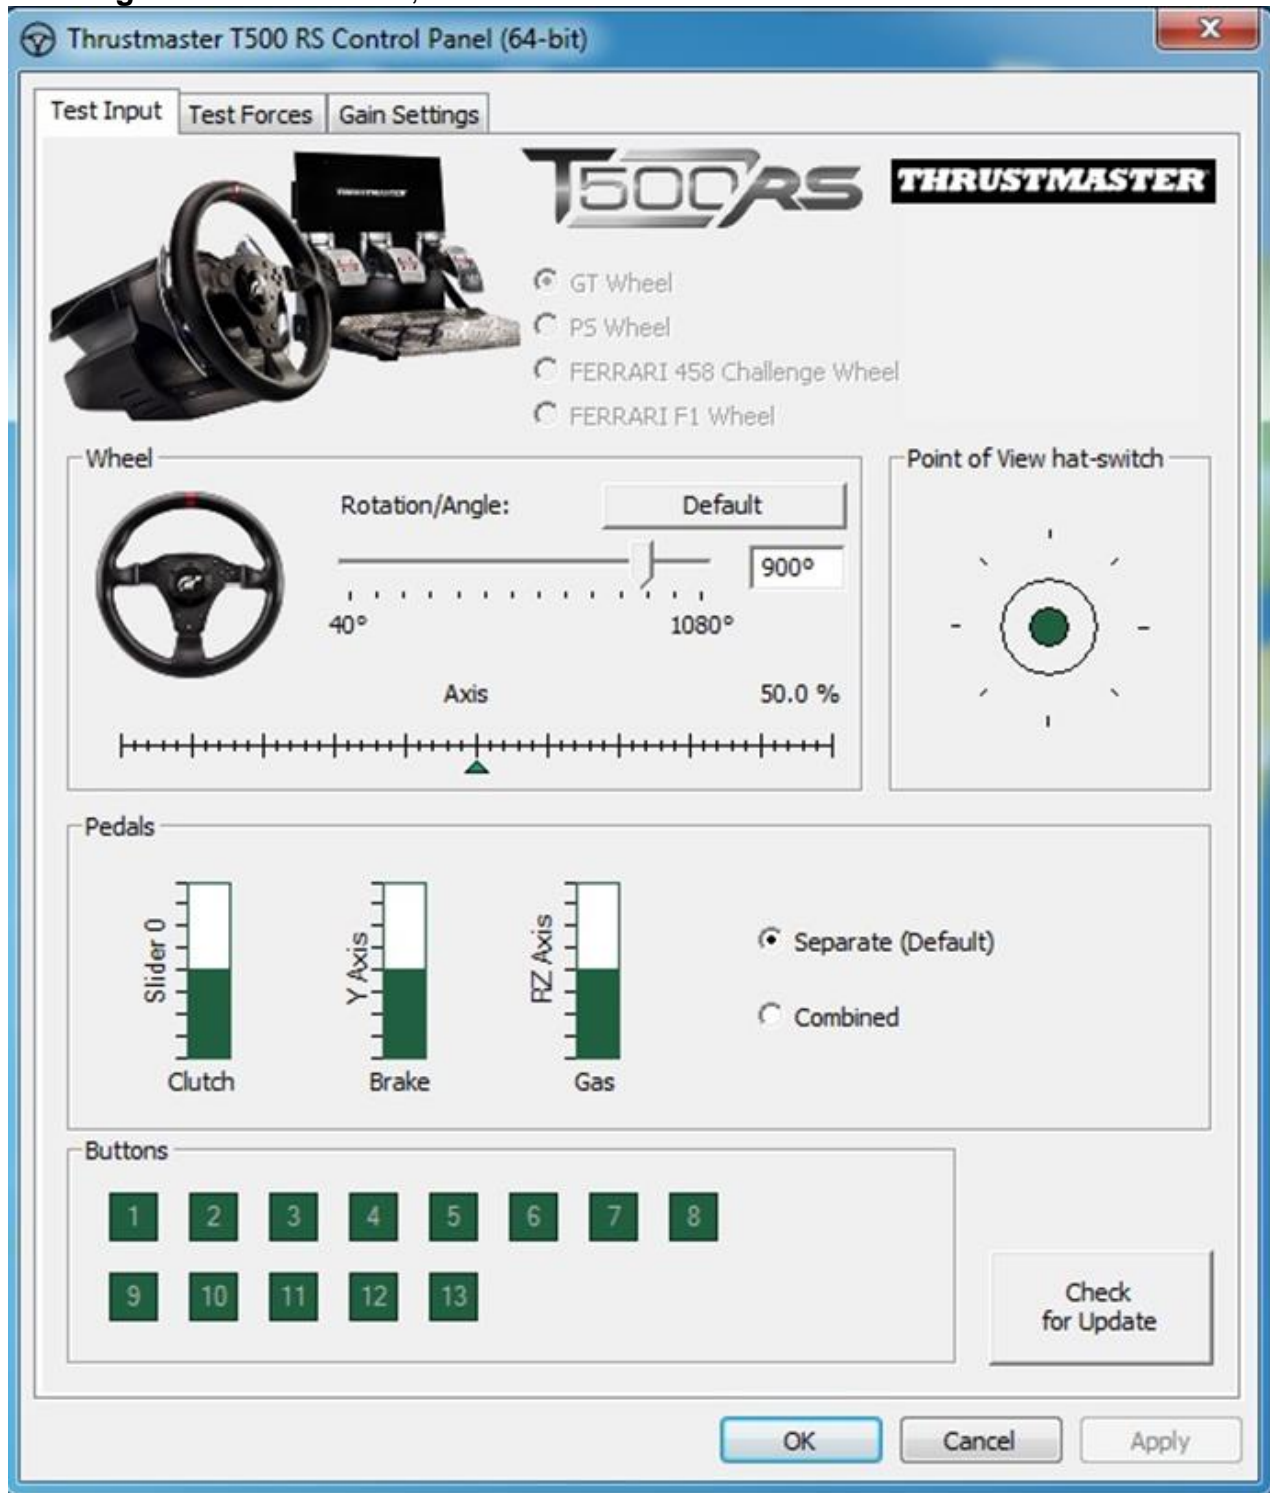 Thrustmaster T500 RS Control Panel (64-bit)
X
Test Input Test Forces Gain Settings
THRUSTMASTER
T500RS
THRUSTMASTER
GT Wheel
PS Wheel
FERRARI 458 Challenge Wheel
FERRARI F1 Wheel
Wheel
Rotation/Angle: Default
900°
40° 1080°
Axis 50.0 %
Point of View hat-switch
Pedals
Slider 0
Y Axis
RZ Axis
Clutch Brake Gas
Separate (Default)
Combined
Buttons
1 2 3 4 5 6 7 8
9 10 11 12 13
Check
for Update
OK Cancel Apply